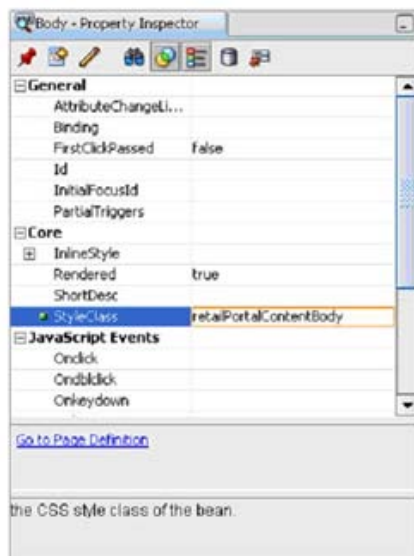 Body - Property Inspector
General
AttributeChangeLi...
Binding
FirstClickPassed false
Id
InitialFocusId
PartialTriggers
Core
InlineStyle
Rendered true
ShortDesc
StyleClass retailPortalContentBody
JavaScript Events
Onclick
Ondblclick
Onkeydown
Go to Page Definition
the CSS style class of the bean.